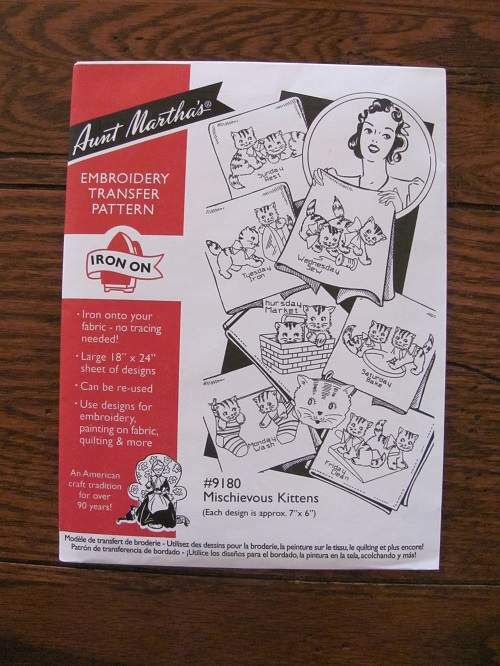 Aunt Martha's®
EMBROIDERY
TRANSFER
PATTERN
IRON ON
• Iron onto your
fabric - no tracing
needed!
• Large 18" x 24"
sheet of designs
• Can be re-used
• Use designs for
embroidery,
painting on fabric,
quilting & more
An American
craft tradition
for over
90 years!
Sunday
Rest
Tuesday
Iron
Wednesday
Sew
Thursday
Market
Saturday
Bake
Monday
Wash
Friday
Clean
#9180
Mischievous Kittens
(Each design is approx. 7"x 6")
Modèle de transfert de broderie - Utilisez des dessins pour la broderie, la peinture sur le tissu, le quilting et plus encore!
Patrón de transferencia de bordado - ¡Utilice los diseños para el bordado, la pintura en la tela, acolchando y más!